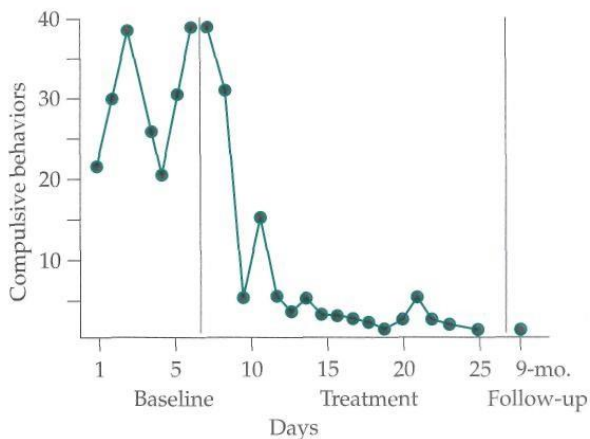 40
30
20
10
Compulsive behaviors
1 5 10 15 20 25 9-mo.
Baseline Treatment Follow-up
Days